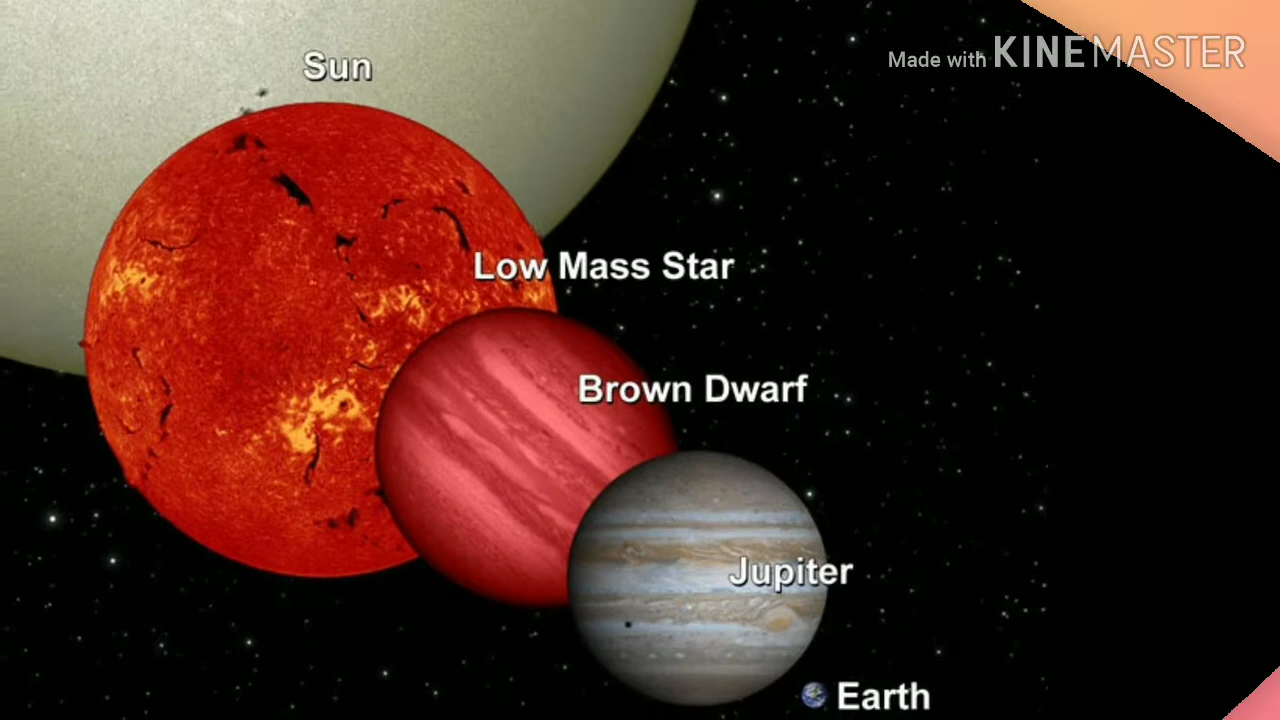 Sun
Made with KINEMASTER
Low Mass Star
Brown Dwarf
Jupiter
Earth